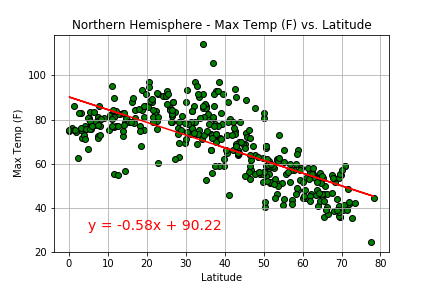 Northern Hemisphere - Max Temp (F) vs. Latitude
Max Temp (F)
100
80
60
40
20
y = -0.58x + 90.22
0 10 20 30 40 50 60 70 80
Latitude